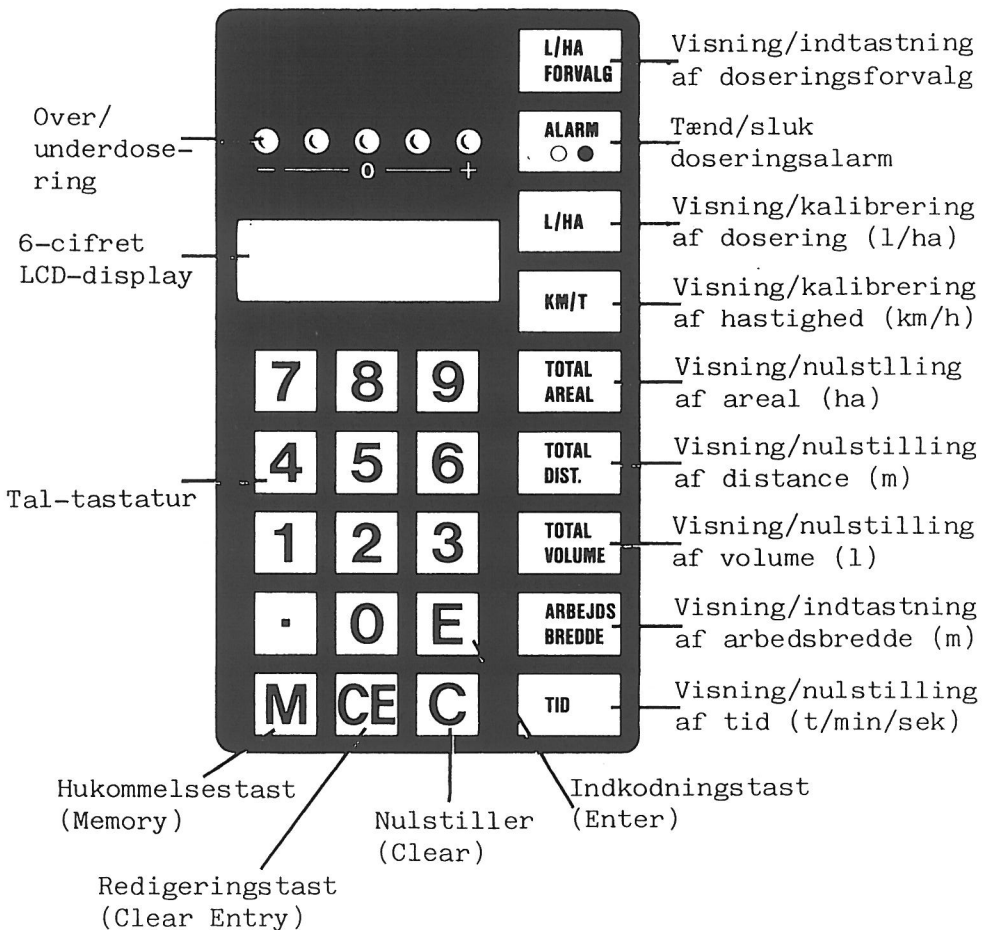 L/HA
FORVALG
Visning/indtastning
af doseringsforvalg
Over/
underdose-
ring
- 0 +
ALARM
Tænd/sluk
doseringsalarm
L/HA
Visning/kalibrering
af dosering (l/ha)
6-cifret
LCD-display
KM/T
Visning/kalibrering
af hastighed (km/h)
7 8 9
TOTAL
AREAL
Visning/nulstlling
af areal (ha)
4 5 6
TOTAL
DIST.
Visning/nulstilling
af distance (m)
Tal-tastatur
1 2 3
TOTAL
VOLUME
Visning/nulstilling
af volume (l)
. 0 E
ARBEJDS
BREDDE
Visning/indtastning
af arbedsbredde (m)
M CE C
TID
Visning/nulstilling
af tid (t/min/sek)
Hukommelsestast
(Memory)
Redigeringstast
(Clear Entry)
Nulstiller
(Clear)
Indkodningstast
(Enter)